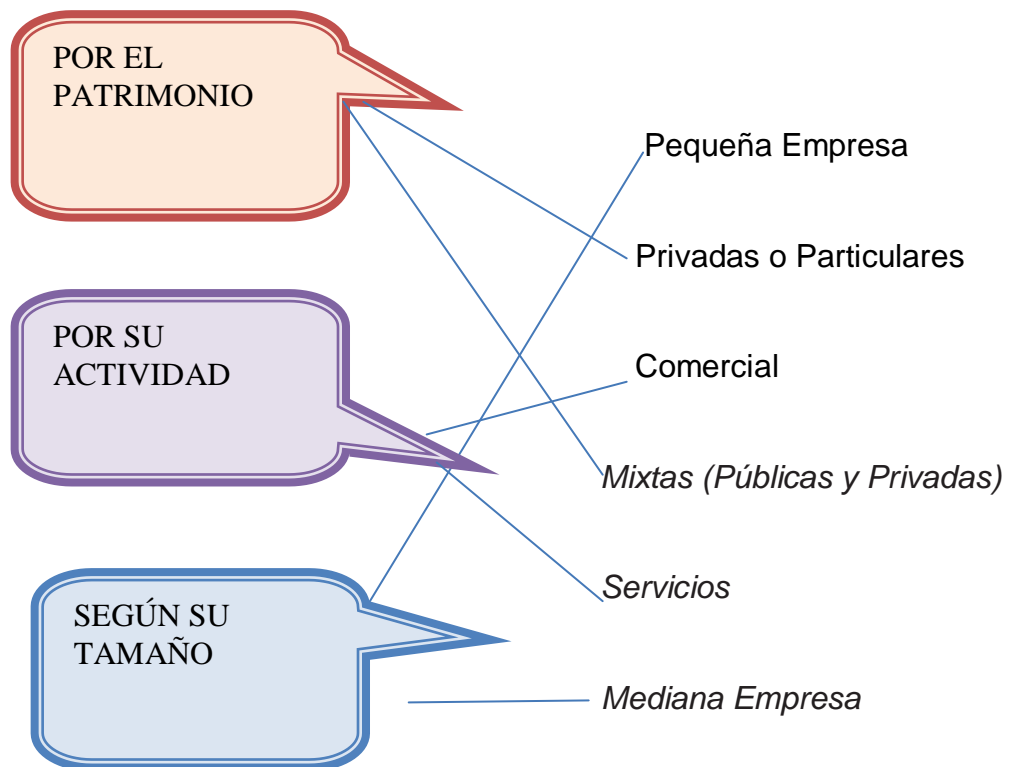 POR EL
PATRIMONIO
Pequeña Empresa
Privadas o Particulares
POR SU
ACTIVIDAD
Comercial
Mixtas (Públicas y Privadas)
Servicios
SEGÚN SU
TAMAÑO
Mediana Empresa